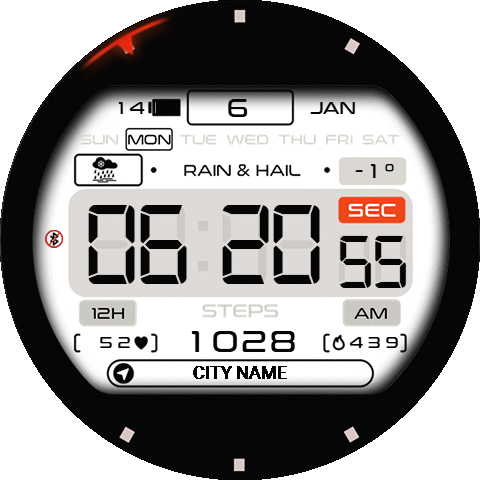 14 6 JAN
SUN MON TUE WED THU FRI SAT
RAIN & HAIL -1°
06:20 SEC 55
12H STEPS AM
[ 52] 1028 [439]
CITY NAME